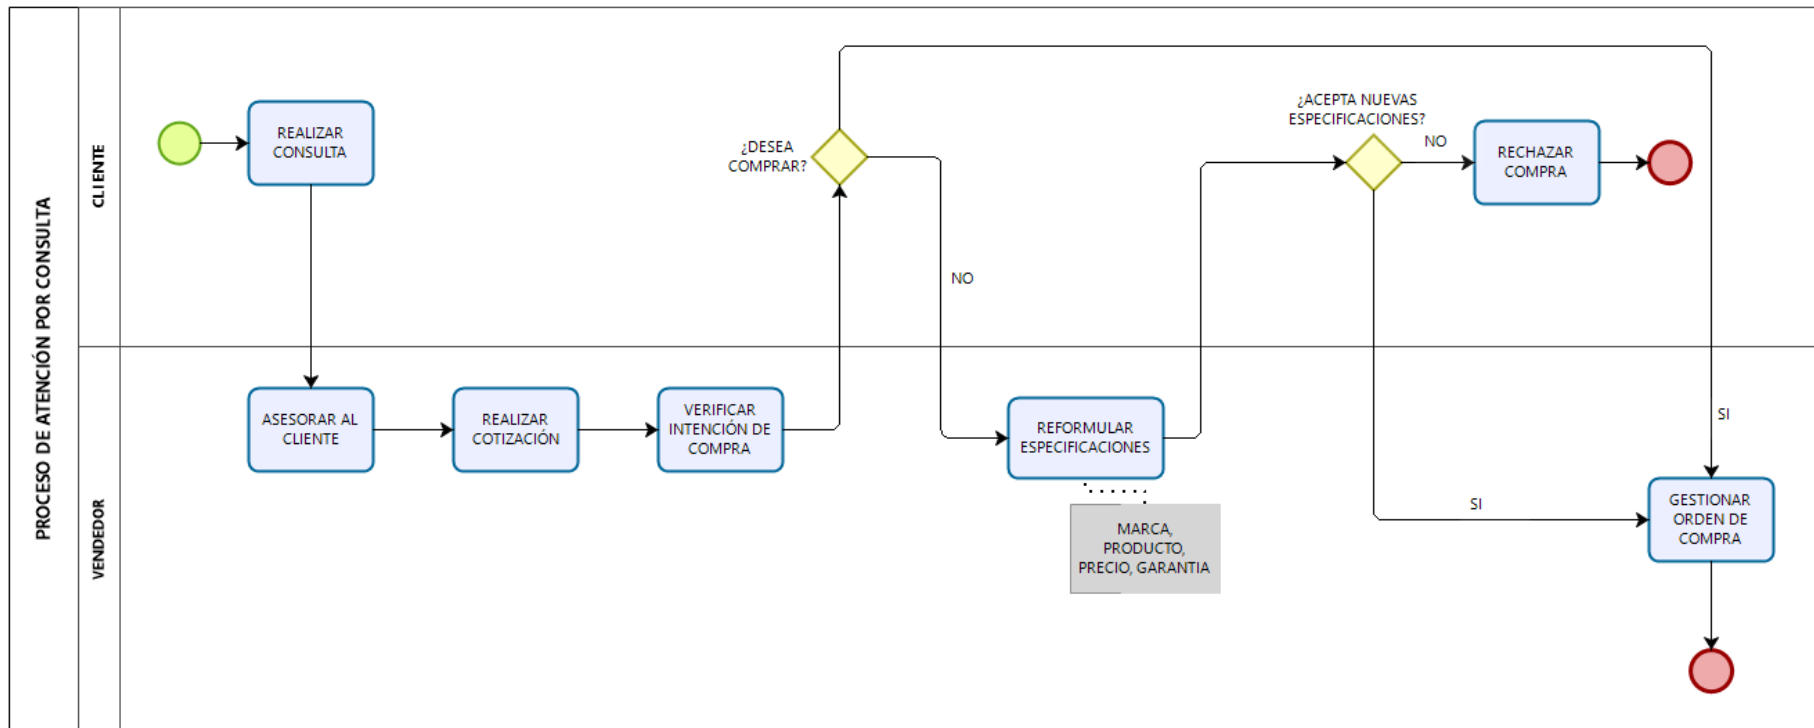 PROCESO DE ATENCIÓN POR CONSULTA
CLIENTE
REALIZAR
CONSULTA
¿DESEA
COMPRAR?
NO
¿ACEPTA NUEVAS
ESPECIFICACIONES?
NO
RECHAZAR
COMPRA
VENDEDOR
ASESORAR AL
CLIENTE
REALIZAR
COTIZACIÓN
VERIFICAR
INTENCIÓN DE
COMPRA
REFORMULAR
ESPECIFICACIONES
MARCA,
PRODUCTO,
PRECIO, GARANTIA
SI
SI
GESTIONAR
ORDEN DE
COMPRA